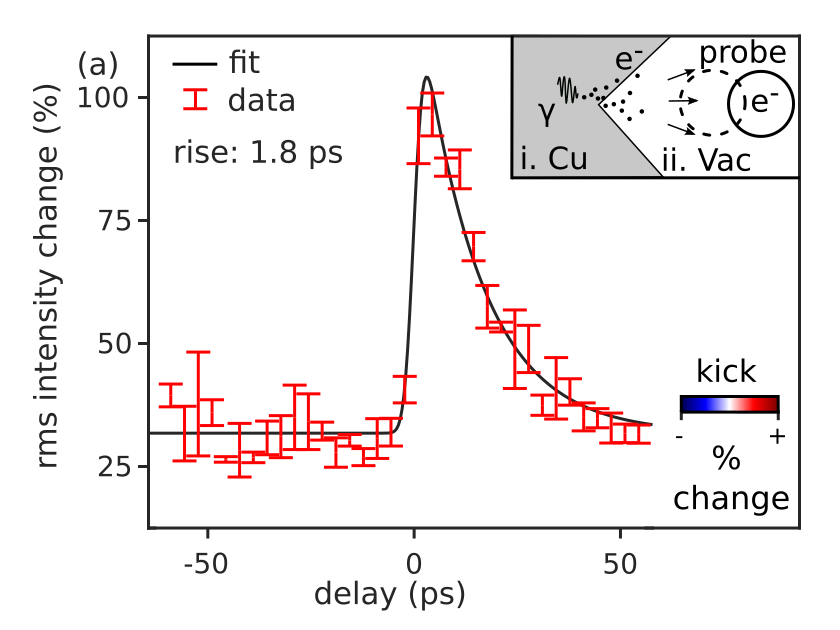 (a)
fit
data
rise: 1.8 ps
e-
probe
γ
e-
i. Cu
ii. Vac
100
75
50
25
rms intensity change (%)
kick
- +
%
change
-50 0 50
delay (ps)